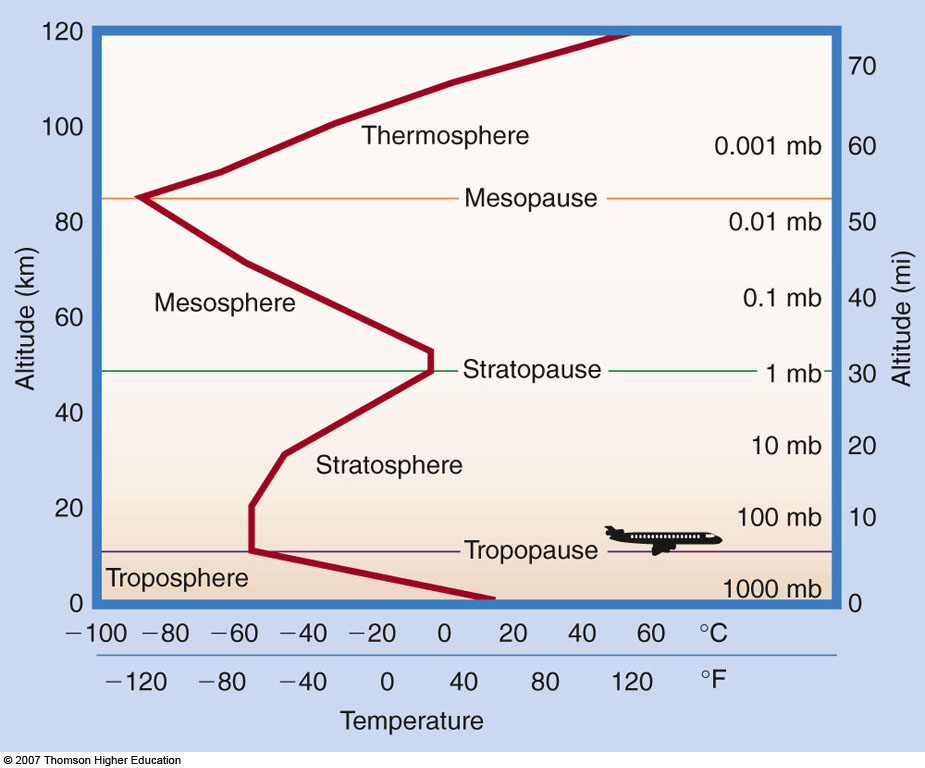 120
70
100
Thermosphere
0.001 mb
60
Mesopause
80
0.01 mb
50
Altitude (km)
Altitude (mi)
Mesosphere
0.1 mb
40
60
Stratopause
1 mb
30
40
10 mb
20
Stratosphere
20
100 mb
10
Tropopause
Troposphere
1000 mb
0
0
−100 −80 −60 −40 −20 0 20 40 60 °C
−120 −80 −40 0 40 80 120 °F
Temperature
© 2007 Thomson Higher Education